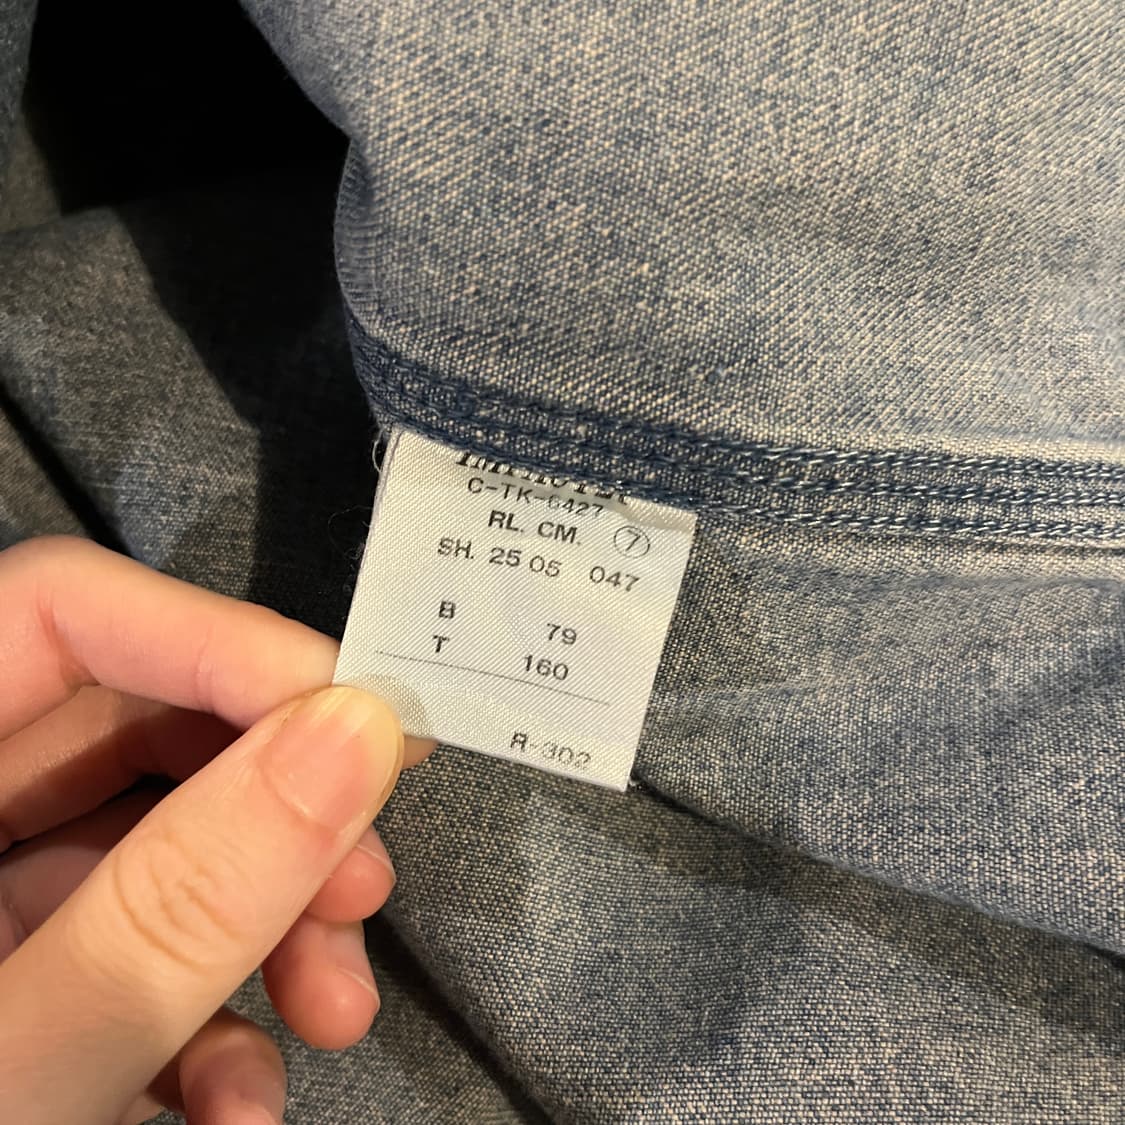 C-TK-6427
RL. CM. ⑦
SH. 25 05 047
B 79
T 160
R-302